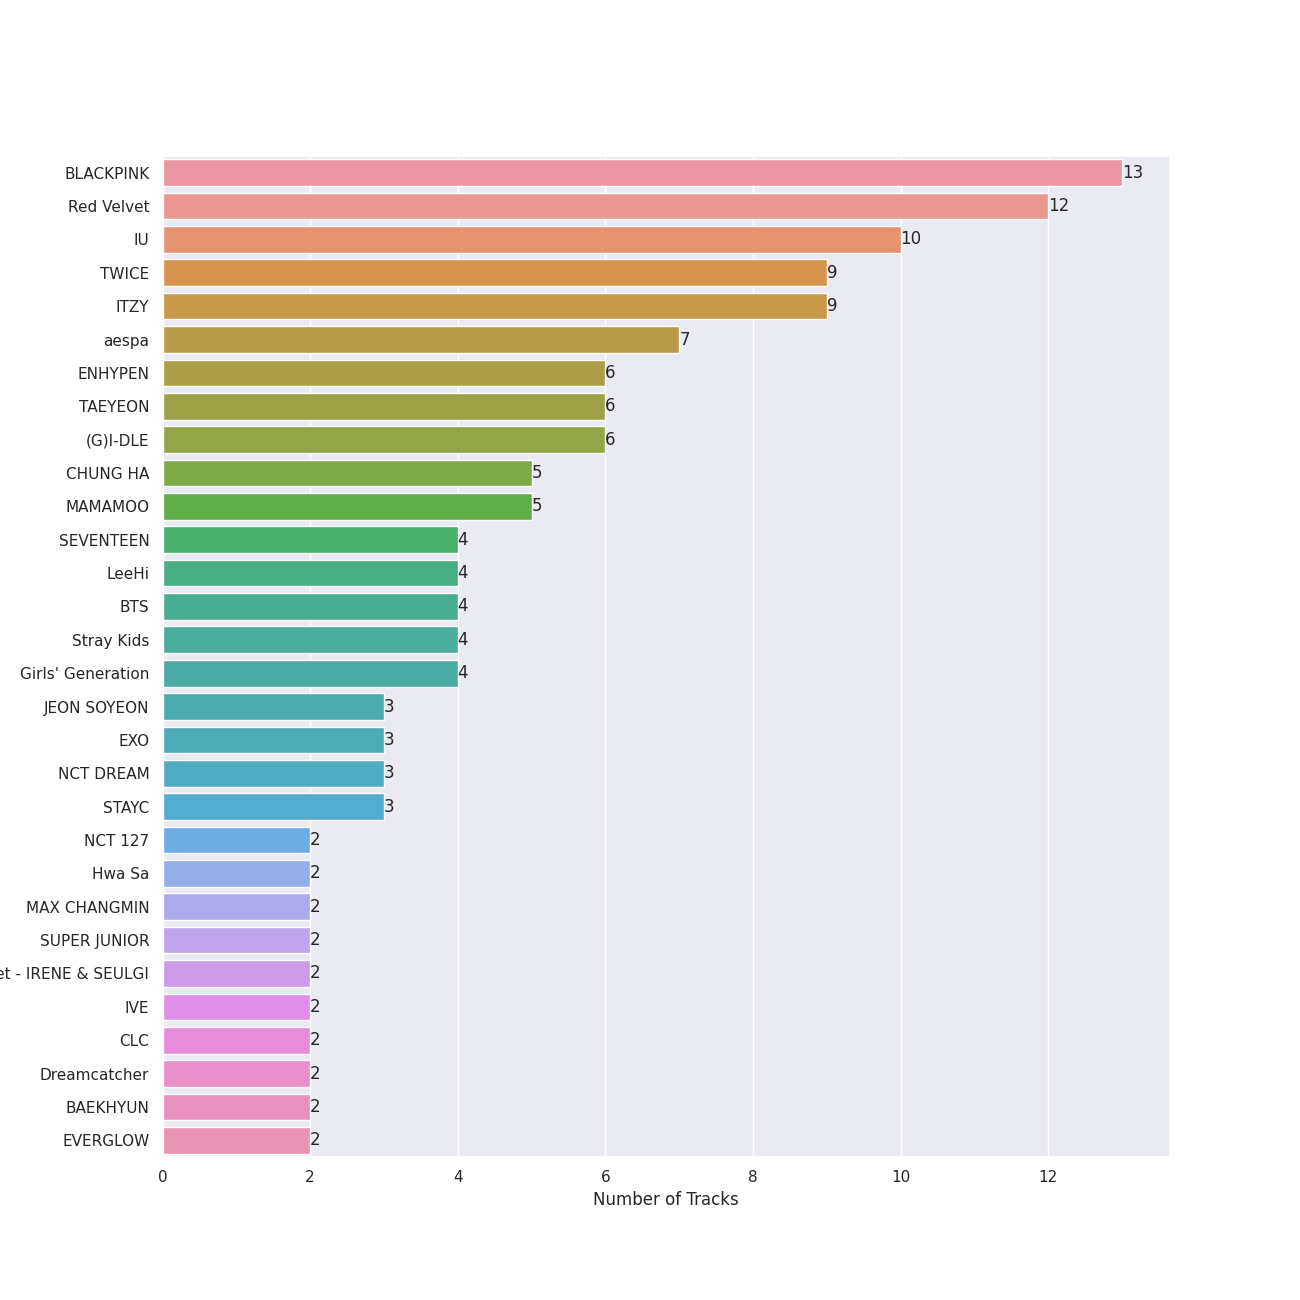 BLACKPINK 13
Red Velvet 12
IU 10
TWICE 9
ITZY 9
aespa 7
ENHYPEN 6
TAEYEON 6
(G)I-DLE 6
CHUNG HA 5
MAMAMOO 5
SEVENTEEN 4
LeeHi 4
BTS 4
Stray Kids 4
Girls' Generation 4
JEON SOYEON 3
EXO 3
NCT DREAM 3
STAYC 3
NCT 127 2
Hwa Sa 2
MAX CHANGMIN 2
SUPER JUNIOR 2
et - IRENE & SEULGI 2
IVE 2
CLC 2
Dreamcatcher 2
BAEKHYUN 2
EVERGLOW 2
0 2 4 6 8 10 12
Number of Tracks